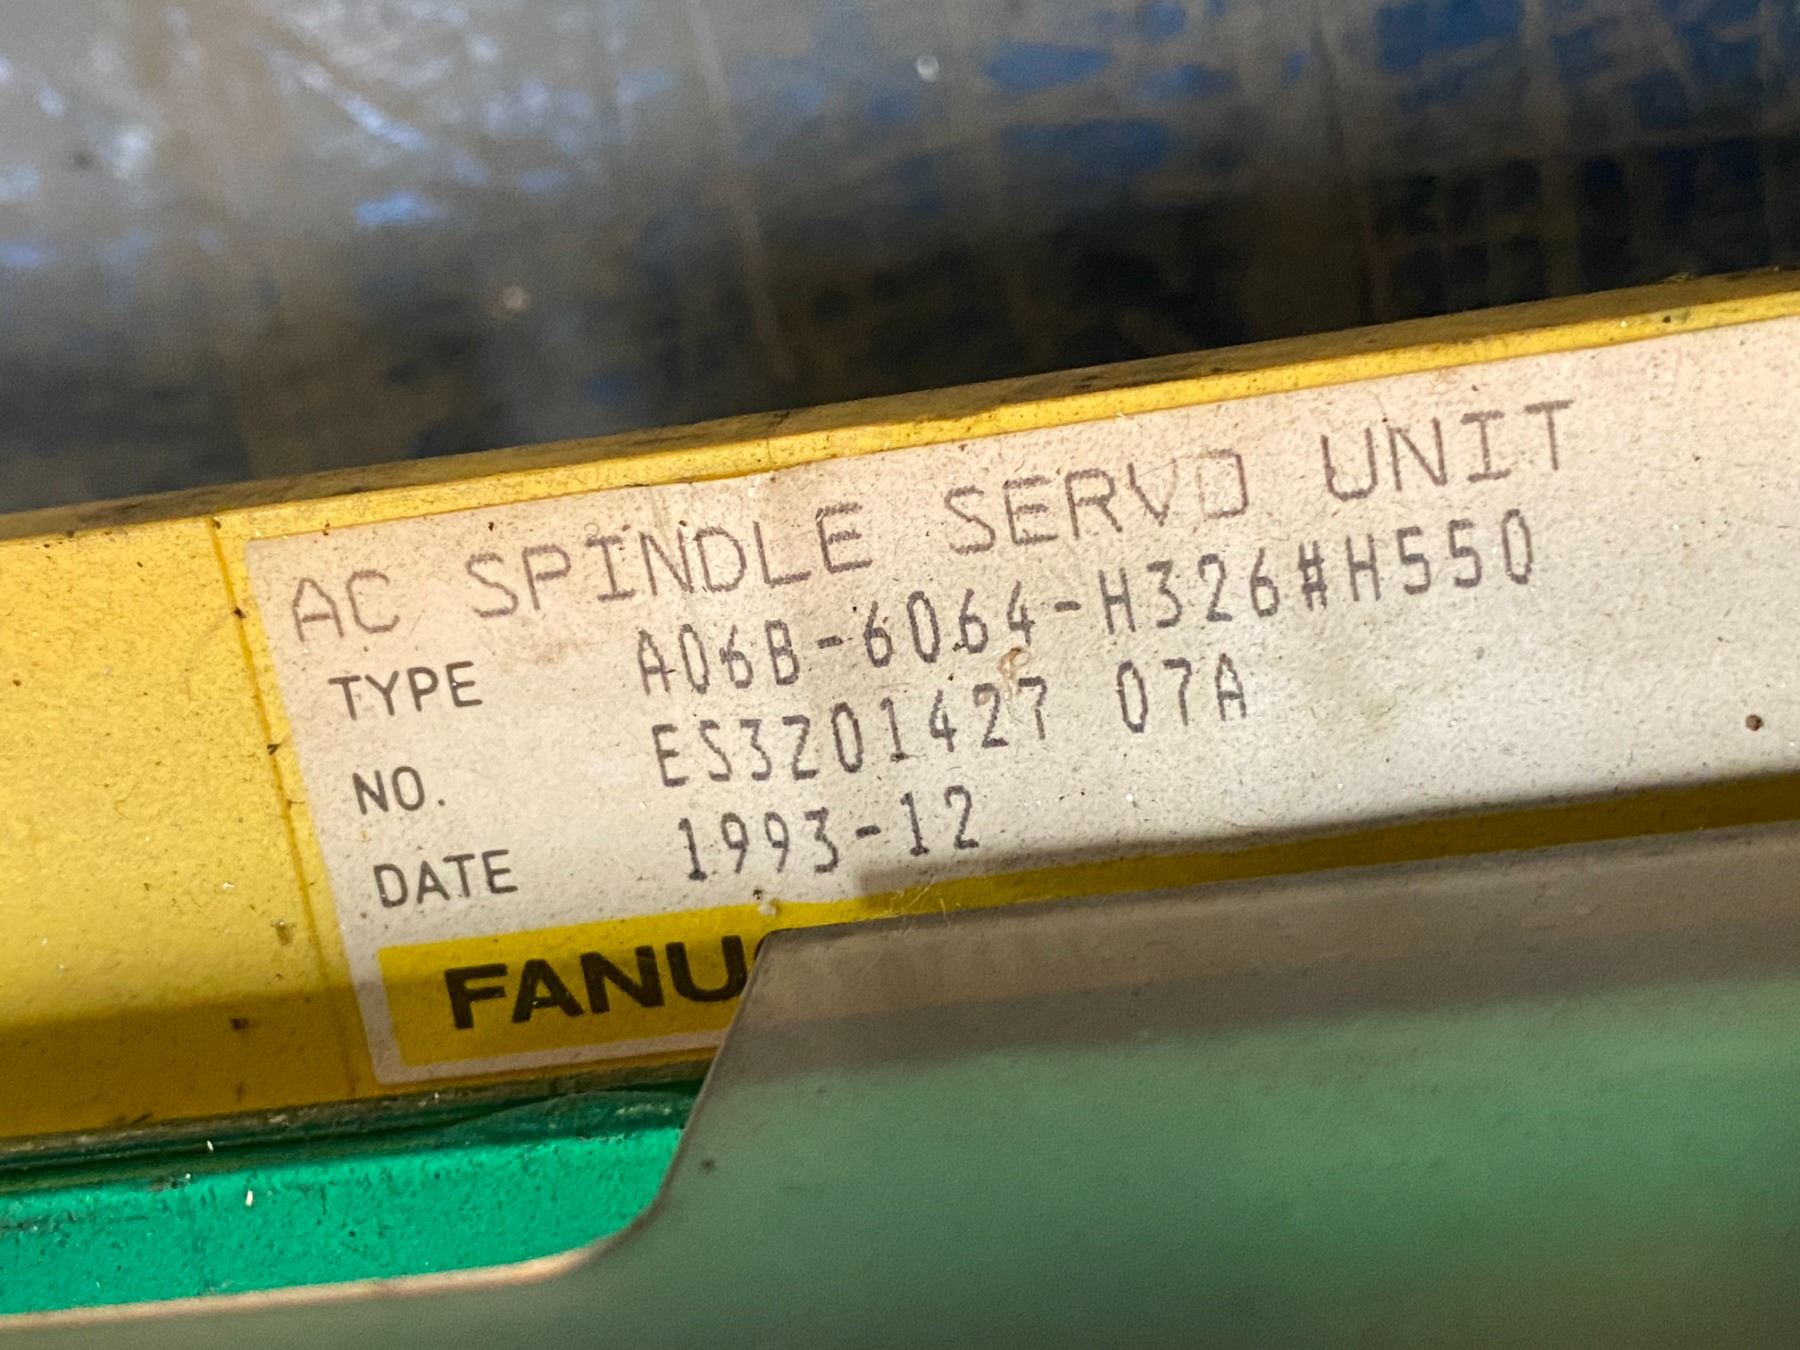 AC SPINDLE SERVO UNIT
TYPE A06B-6064-H326#H550
NO. ES3Z01427 07A
DATE 1993-12
FANU